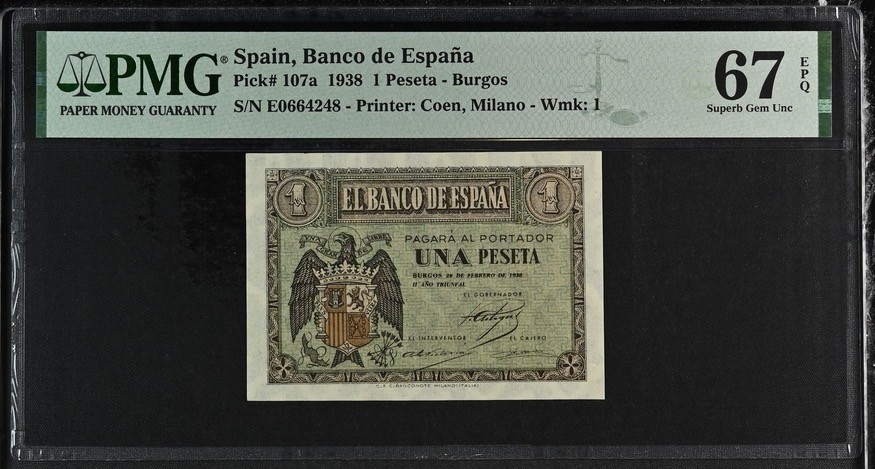 PMG®
PAPER MONEY GUARANTY
Spain, Banco de España
Pick# 107a 1938 1 Peseta - Burgos
S/N E0664248 - Printer: Coen, Milano - Wmk: 1
67
EPQ
Superb Gem Unc
1
EL BANCO DE ESPAÑA
1
UNA
LIBRE
PAGARÁ AL PORTADOR
UNA PESETA
BURGOS 28 DE FEBRERO DE 1938
II AÑO TRIUNFAL
EL GOBERNADOR
EL INTERVENTOR
EL CAJERO